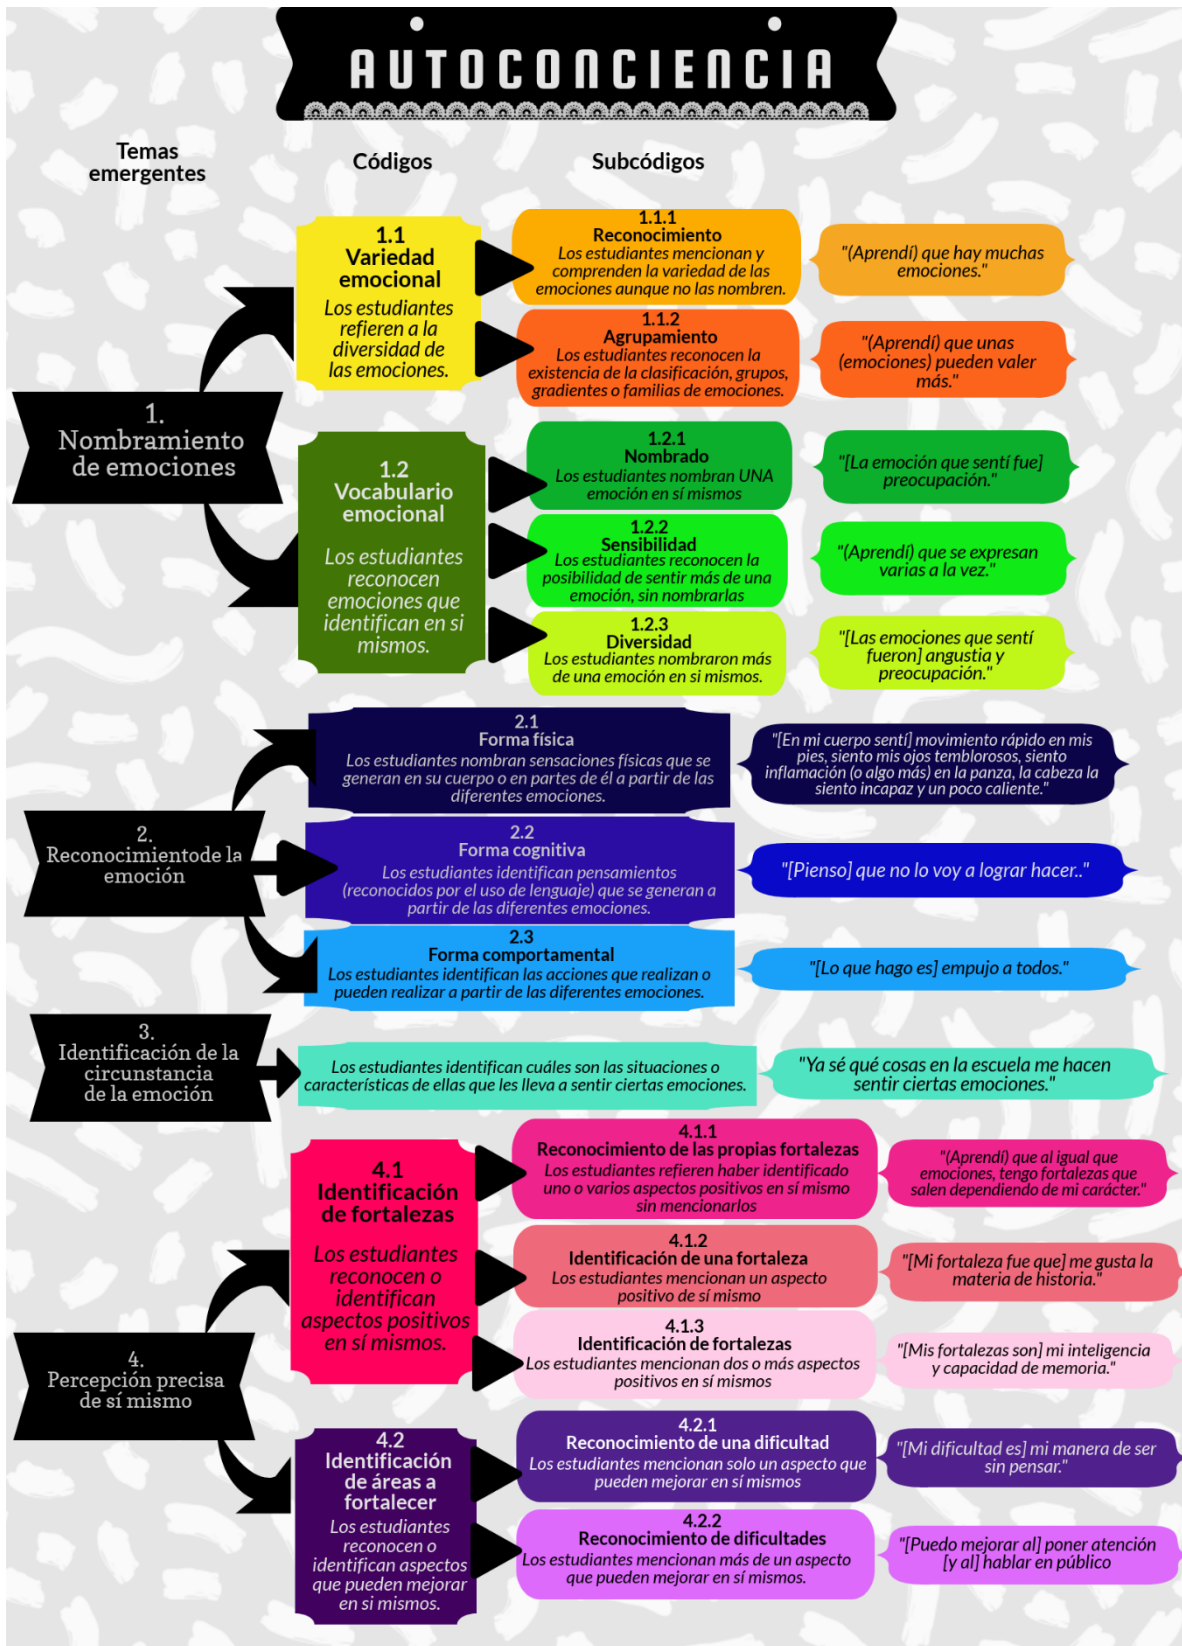 AUTOCONCIENCIA
Temas
emergentes
Códigos
Subcódigos
1.
Nombramiento
de emociones
1.1
Variedad
emocional
Los estudiantes
refieren a la
diversidad de
las emociones.
1.1.1
Reconocimiento
Los estudiantes mencionan y
comprenden la variedad de las
emociones aunque no las nombren.
"(Aprendí) que hay muchas
emociones."
1.1.2
Agrupamiento
Los estudiantes reconocen la
existencia de la clasificación, grupos,
gradientes o familias de emociones.
"(Aprendí) que unas
(emociones) pueden valer
más."
1.2
Vocabulario
emocional
Los estudiantes
reconocen
emociones que
identifican en si
mismos.
1.2.1
Nombrado
Los estudiantes nombran UNA
emoción en sí mismos
"[La emoción que sentí fue]
preocupación."
1.2.2
Sensibilidad
Los estudiantes reconocen la
posibilidad de sentir más de una
emoción, sin nombrarlas
"(Aprendí) que se expresan
varias a la vez."
1.2.3
Diversidad
Los estudiantes nombraron más
de una emoción en si mismos.
"[Las emociones que sentí
fueron] angustia y
preocupación."
2.
Reconocimientode la
emoción
2.1
Forma física
Los estudiantes nombran sensaciones físicas que se
generan en su cuerpo o en partes de él a partir de las
diferentes emociones.
"[En mi cuerpo sentí] movimiento rápido en mis
pies, siento mis ojos temblorosos, siento
inflamación (o algo más) en la panza, la cabeza la
siento incapaz y un poco caliente."
2.2
Forma cognitiva
Los estudiantes identifican pensamientos
(reconocidos por el uso de lenguaje) que se generan a
partir de las diferentes emociones.
"[Pienso] que no lo voy a lograr hacer.."
2.3
Forma comportamental
Los estudiantes identifican las acciones que realizan o
pueden realizar a partir de las diferentes emociones.
"[Lo que hago es] empujo a todos."
3.
Identificación de la
circunstancia
de la emoción
Los estudiantes identifican cuáles son las situaciones o
características de ellas que les lleva a sentir ciertas emociones.
"Ya sé qué cosas en la escuela me hacen
sentir ciertas emociones."
4.
Percepción precisa
de sí mismo
4.1
Identificación
de fortalezas
Los estudiantes
reconocen o
identifican
aspectos positivos
en sí mismos.
4.1.1
Reconocimiento de las propias fortalezas
Los estudiantes refieren haber identificado
uno o varios aspectos positivos en sí mismo
sin mencionarlos
"(Aprendí) que al igual que
emociones, tengo fortalezas que
salen dependiendo de mi carácter."
4.1.2
Identificación de una fortaleza
Los estudiantes mencionan un aspecto
positivo de sí mismo
"[Mi fortaleza fue que] me gusta la
materia de historia."
4.1.3
Identificación de fortalezas
Los estudiantes mencionan dos o más aspectos
positivos en sí mismos
"[Mis fortalezas son] mi inteligencia
y capacidad de memoria."
4.2
Identificación
de áreas a
fortalecer
Los estudiantes
reconocen o
identifican aspectos
que pueden mejorar
en si mismos.
4.2.1
Reconocimiento de una dificultad
Los estudiantes mencionan solo un aspecto que
pueden mejorar en sí mismos
"[Mi dificultad es] mi manera de ser
sin pensar."
4.2.2
Reconocimiento de dificultades
Los estudiantes mencionan más de un aspecto
que pueden mejorar en sí mismos.
"[Puedo mejorar al] poner atención
[y al] hablar en público